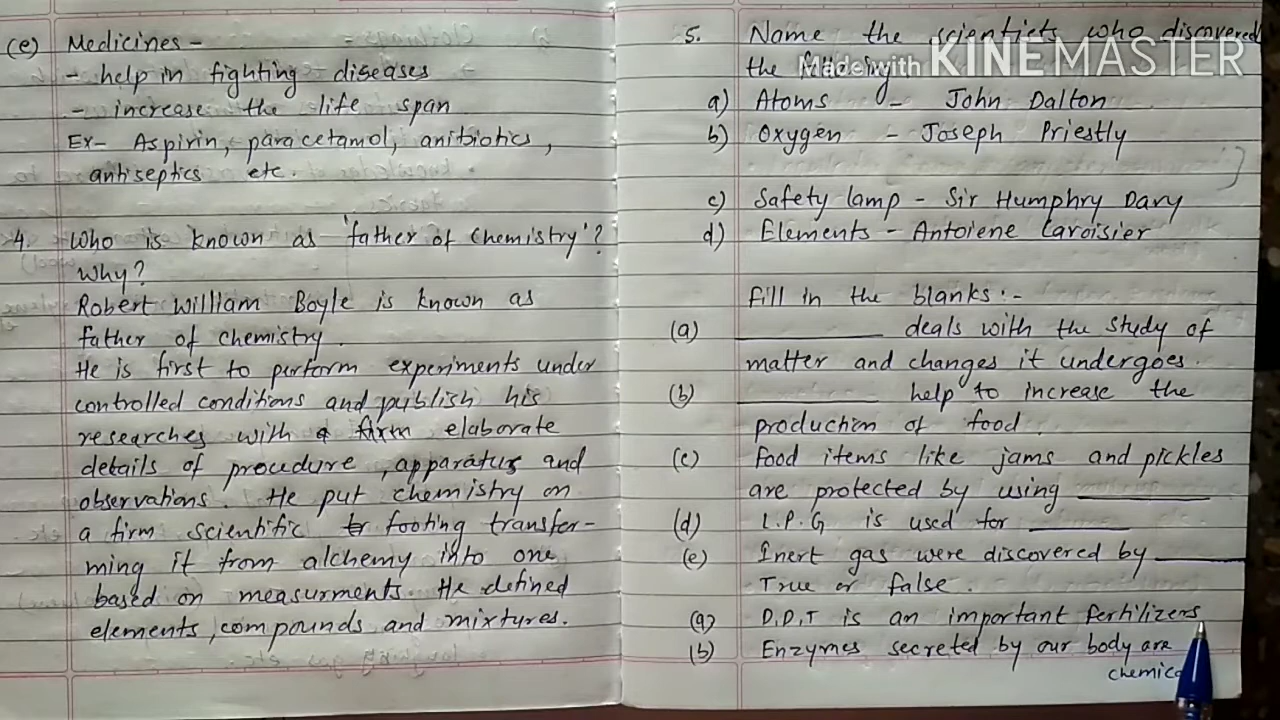 (e) Medicines -
- help in fighting diseases
- increase the life span
Ex- Aspirin, paracetamol, anitbiotics,
antiseptics etc.
4. Who is known as 'father of Chemistry'?
Why?
Robert William Boyle is known as
father of chemistry.
He is first to perform experiments under
controlled conditions and publish his
researches with a firm elaborate
details of procedure, apparatus and
observations. He put chemistry on
a firm scientific footing transfer-
ming it from alchemy into one
based on measurments. He defined
elements, compounds and mixtures.
5. Name the scientists who discovered
the following
Made with KINEMASTER
a) Atoms - John Dalton
b) Oxygen - Joseph Priestly
c) Safety lamp - Sir Humphry Davy
d) Elements - Antoiene Lavoisier
Fill in the blanks :-
(a) ________ deals with the study of
matter and changes it undergoes.
(b) ________ help to increase the
production of food.
(c) Food items like jams and pickles
are protected by using ________
(d) L.P.G is used for ________
(e) Inert gas were discovered by ________
True or false.
(a) D.D.T is an important fertilizers
(b) Enzymes secreted by our body are